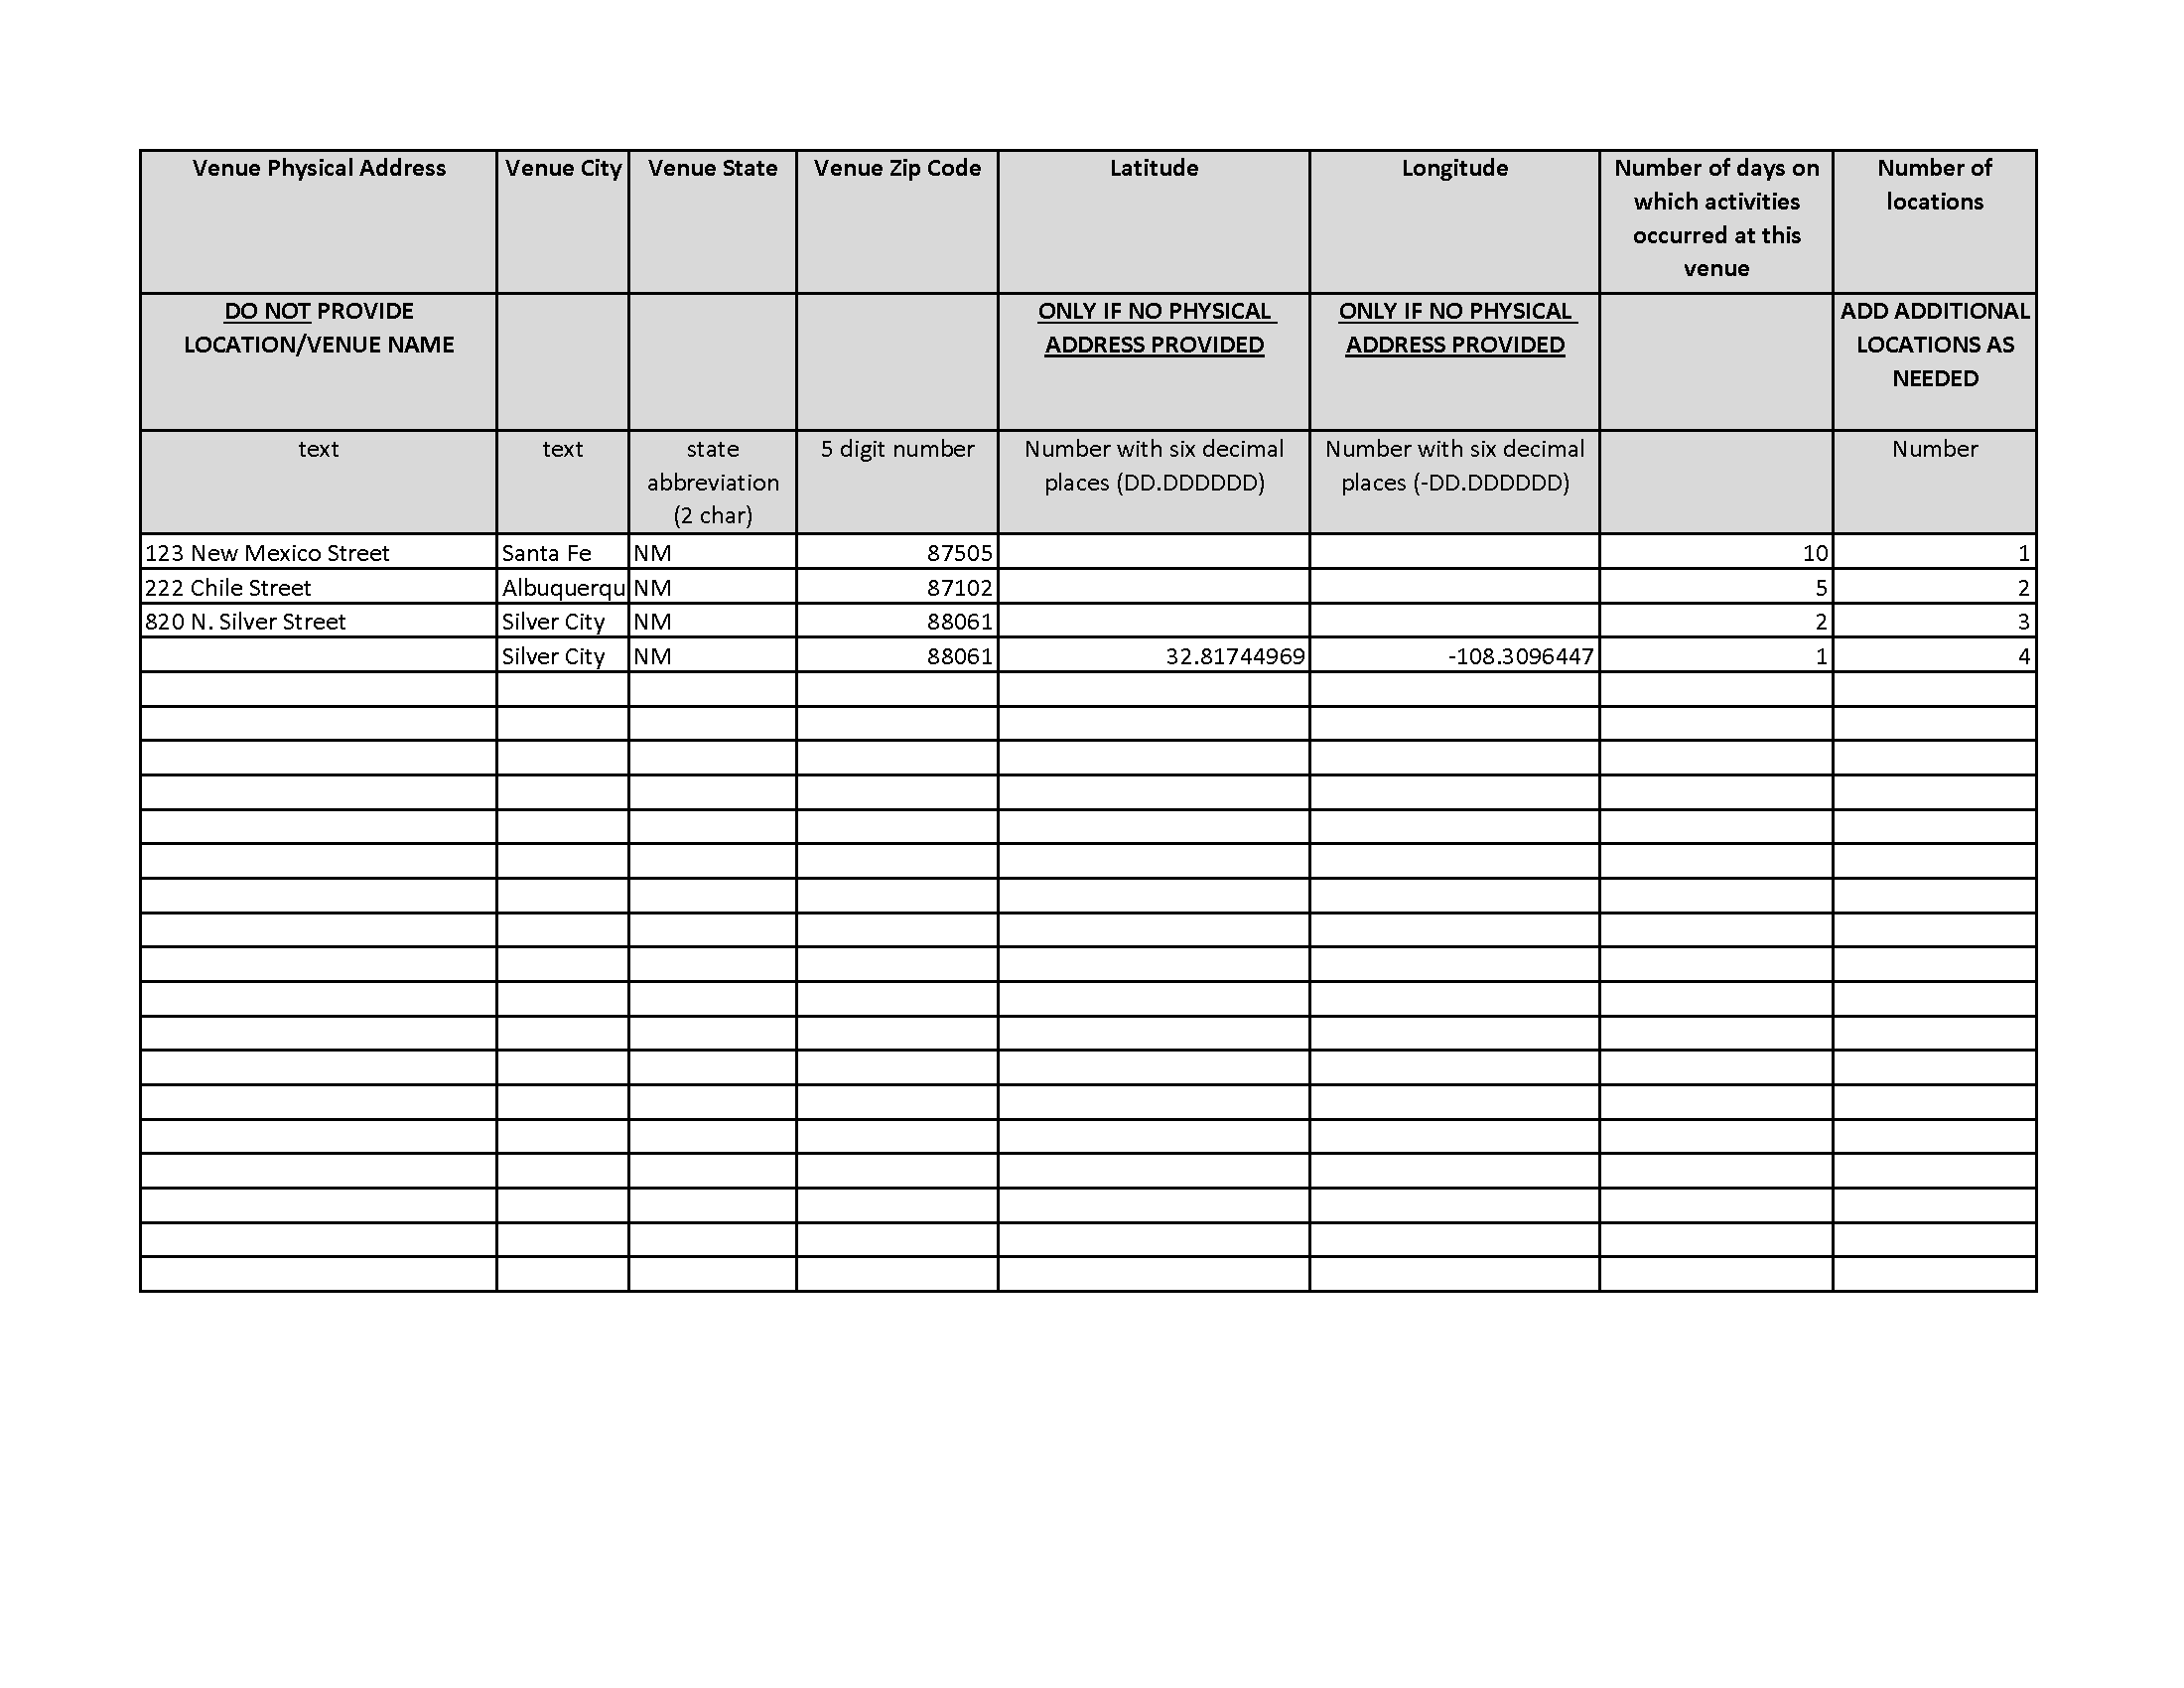 Venue Physical Address
Venue City
Venue State
Venue Zip Code
Latitude
Longitude
Number of days on
which activities
occurred at this
venue
Number of
locations
DO NOT PROVIDE
LOCATION/VENUE NAME
ONLY IF NO PHYSICAL
ADDRESS PROVIDED
ONLY IF NO PHYSICAL
ADDRESS PROVIDED
ADD ADDITIONAL
LOCATIONS AS
NEEDED
text
text
state
abbreviation
(2 char)
5 digit number
Number with six decimal
places (DD.DDDDDD)
Number with six decimal
places (-DD.DDDDDD)
Number
123 New Mexico Street Santa Fe NM 87505 10 1
222 Chile Street Albuquerqu NM 87102 5 2
820 N. Silver Street Silver City NM 88061 2 3
Silver City NM 88061 32.81744969 -108.3096447 1 4